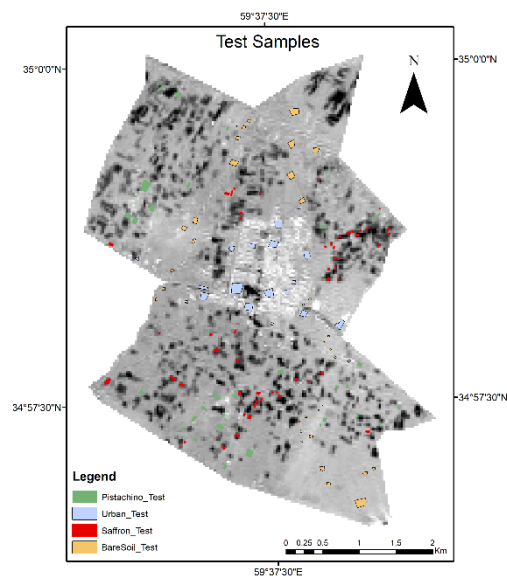 59°37'30"E
Test Samples
35°0'0"N
35°0'0"N
N
34°57'30"N
34°57'30"N
Legend
Pistachino_Test
Urban_Test
Saffron_Test
BareSoil_Test
0 0.25 0.5 1 1.5 2
Km
59°37'30"E